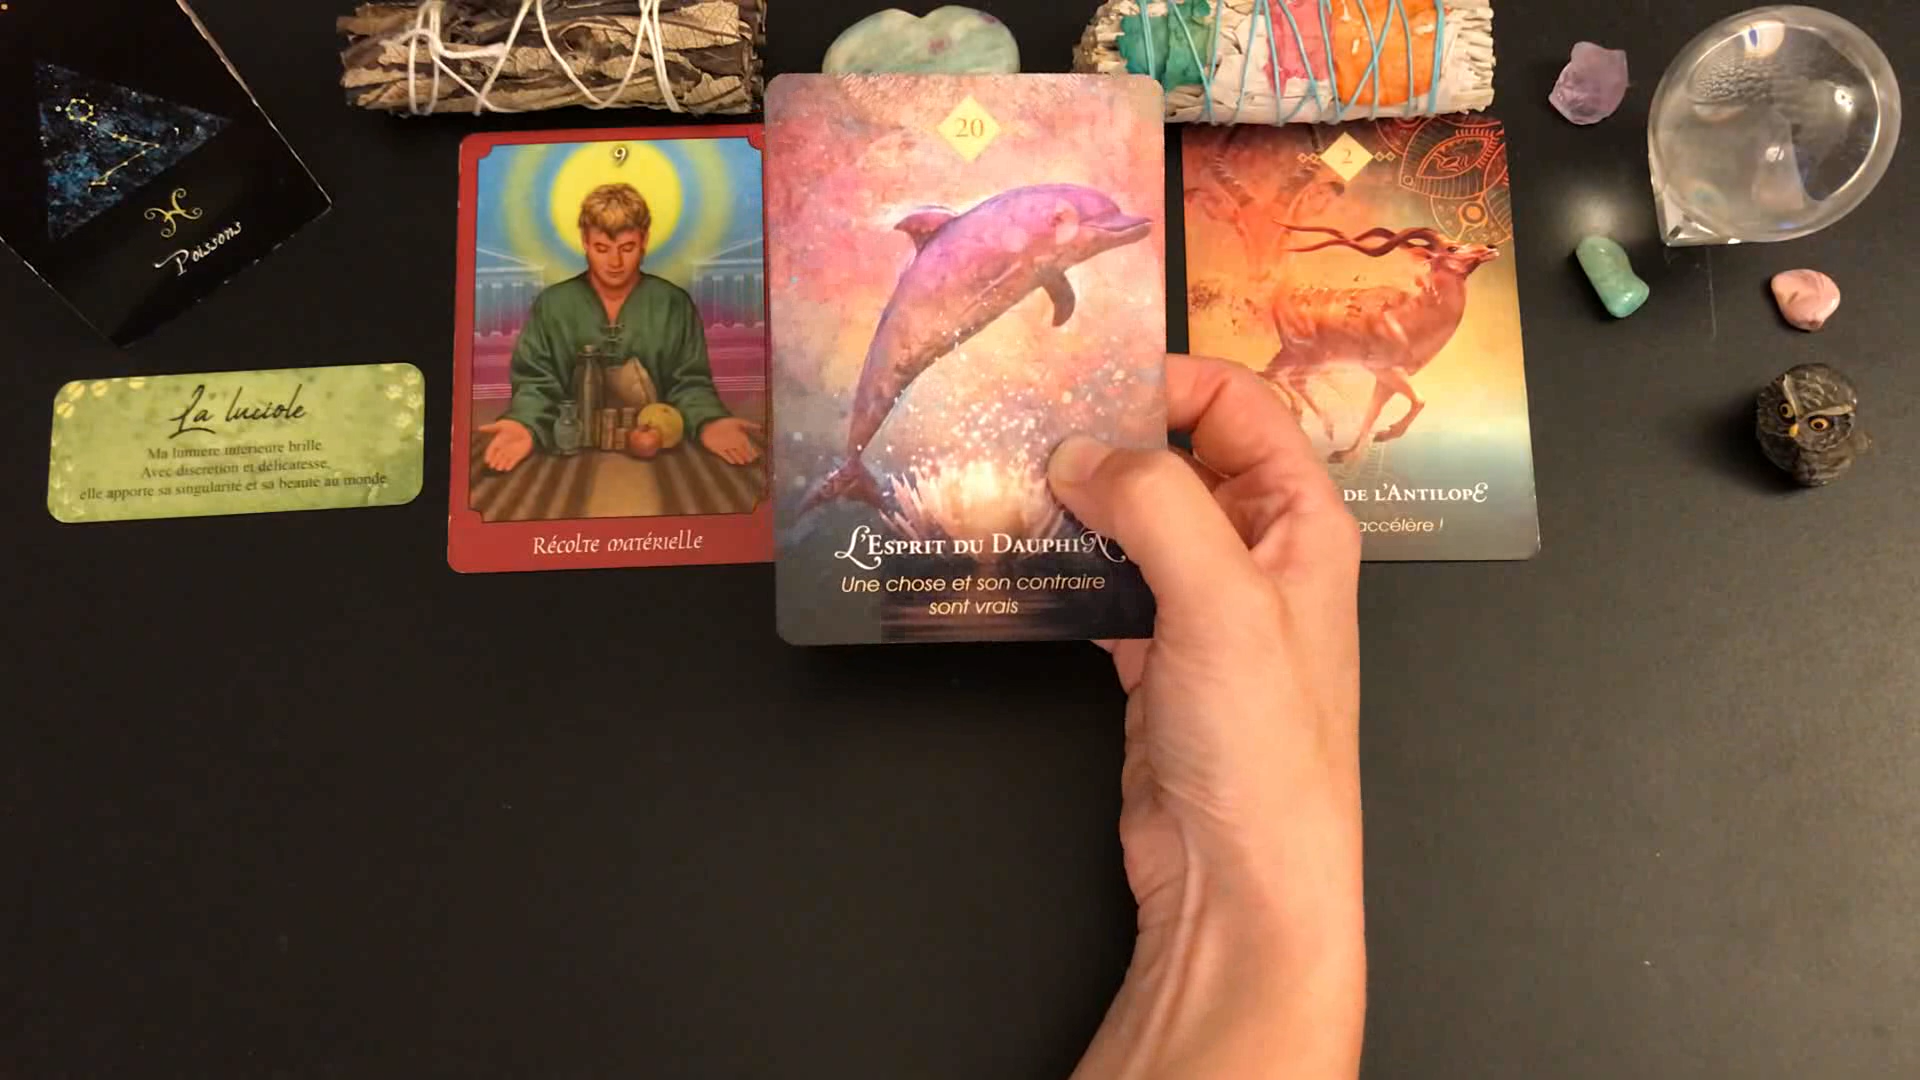 Poissons
La luciole
Ma lumière intérieure brille.
Avec discrétion et délicatesse,
elle apporte sa singularité et sa beauté au monde
9
Récolte matérielle
20
L'Esprit du Dauphin
Une chose et son contraire
sont vrais
2
de l'Antilope
accélère !